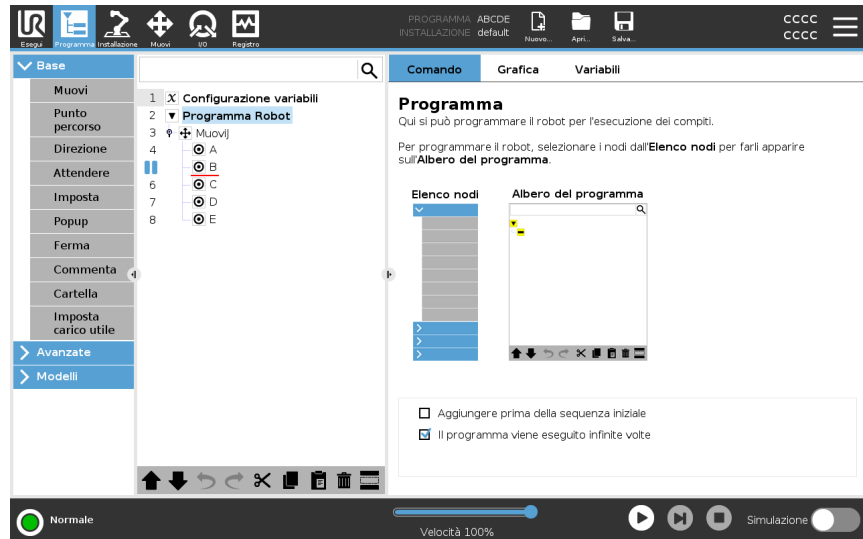 UR
PROGRAMMA ABCDE
INSTALLAZIONE default
Esegui Programma Installazione Muovi I/O Registro
Nuovo... Apri... Salva...
CCCC
CCCC
Base
Muovi
Punto
percorso
Direzione
Attendere
Imposta
Popup
Ferma
Commenta
Cartella
Imposta
carico utile
Avanzate
Modelli
1 X Configurazione variabili
2 Programma Robot
3 MuoviJ
4 A
B
6 C
7 D
8 E
Comando Grafica Variabili
Programma
Qui si può programmare il robot per l'esecuzione dei compiti.
Per programmare il robot, selezionare i nodi dall'Elenco nodi per farli apparire
sull'Albero del programma.
Elenco nodi Albero del programma
Aggiungere prima della sequenza iniziale
Il programma viene eseguito infinite volte
Normale
Velocità 100%
Simulazione